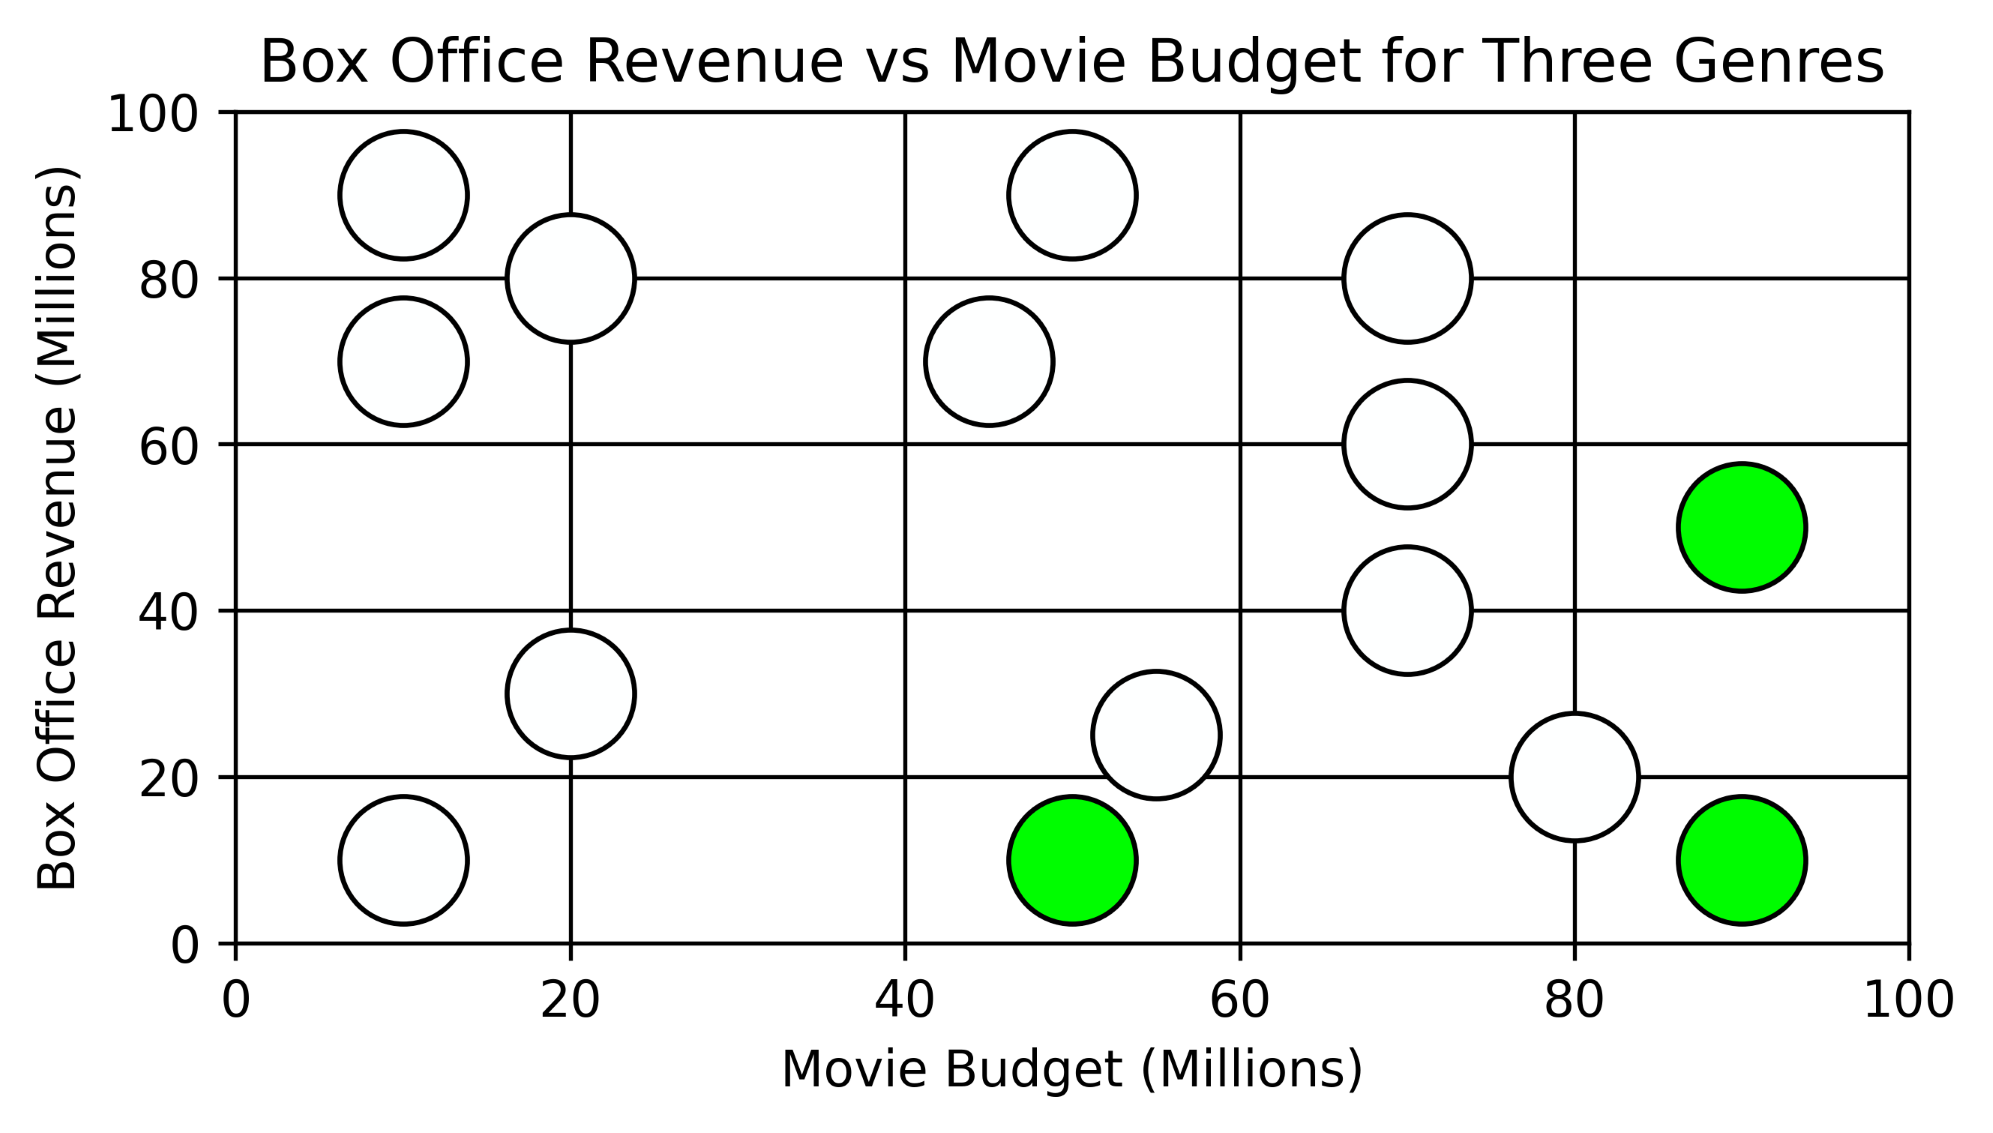 Box Office Revenue vs Movie Budget for Three Genres
Box Office Revenue (Millions)
100
80
60
40
20
0
0 20 40 60 80 100
Movie Budget (Millions)